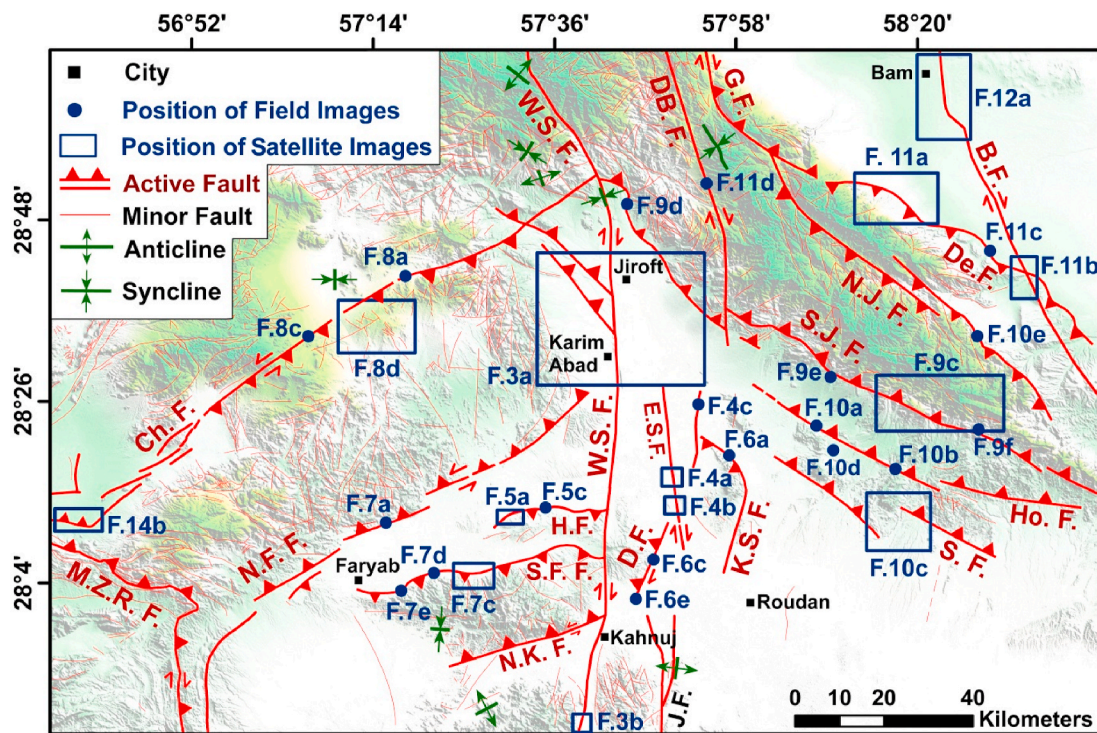 56°52' 57°14' 57°36' 57°58' 58°20'
28°48'
28°26'
28°4'
City
Position of Field Images
Position of Satellite Images
Active Fault
Minor Fault
Anticline
Syncline
W.S. F.
DB. F.
G.F.
Bam
F.12a
F. 11a
B.F.
F.11d
F.9d
F.11c
De.F.
F.11b
F.8a
Jiroft
N.J. F.
F.8c
F.8d
Karim
Abad
F.3a
S.J. F.
F.10e
F.9e
F.9c
Ch. F.
W.S. F.
E.S.F.
F.4c
F.10a
F.6a
F.10d
F.10b
F.9f
F.14b
F.7a
F.5a
F.5c
F.4a
F.4b
H.F.
Ho. F.
N.F. F.
D.F.
K.S. F.
F.10c
S. F.
M.Z.R. F.
Faryab
F.7d
S.F. F.
F.6c
F.7e
F.7c
F.6e
Roudan
N.K. F.
Kahnuj
J.F.
F.3b
0 10 20 40
Kilometers